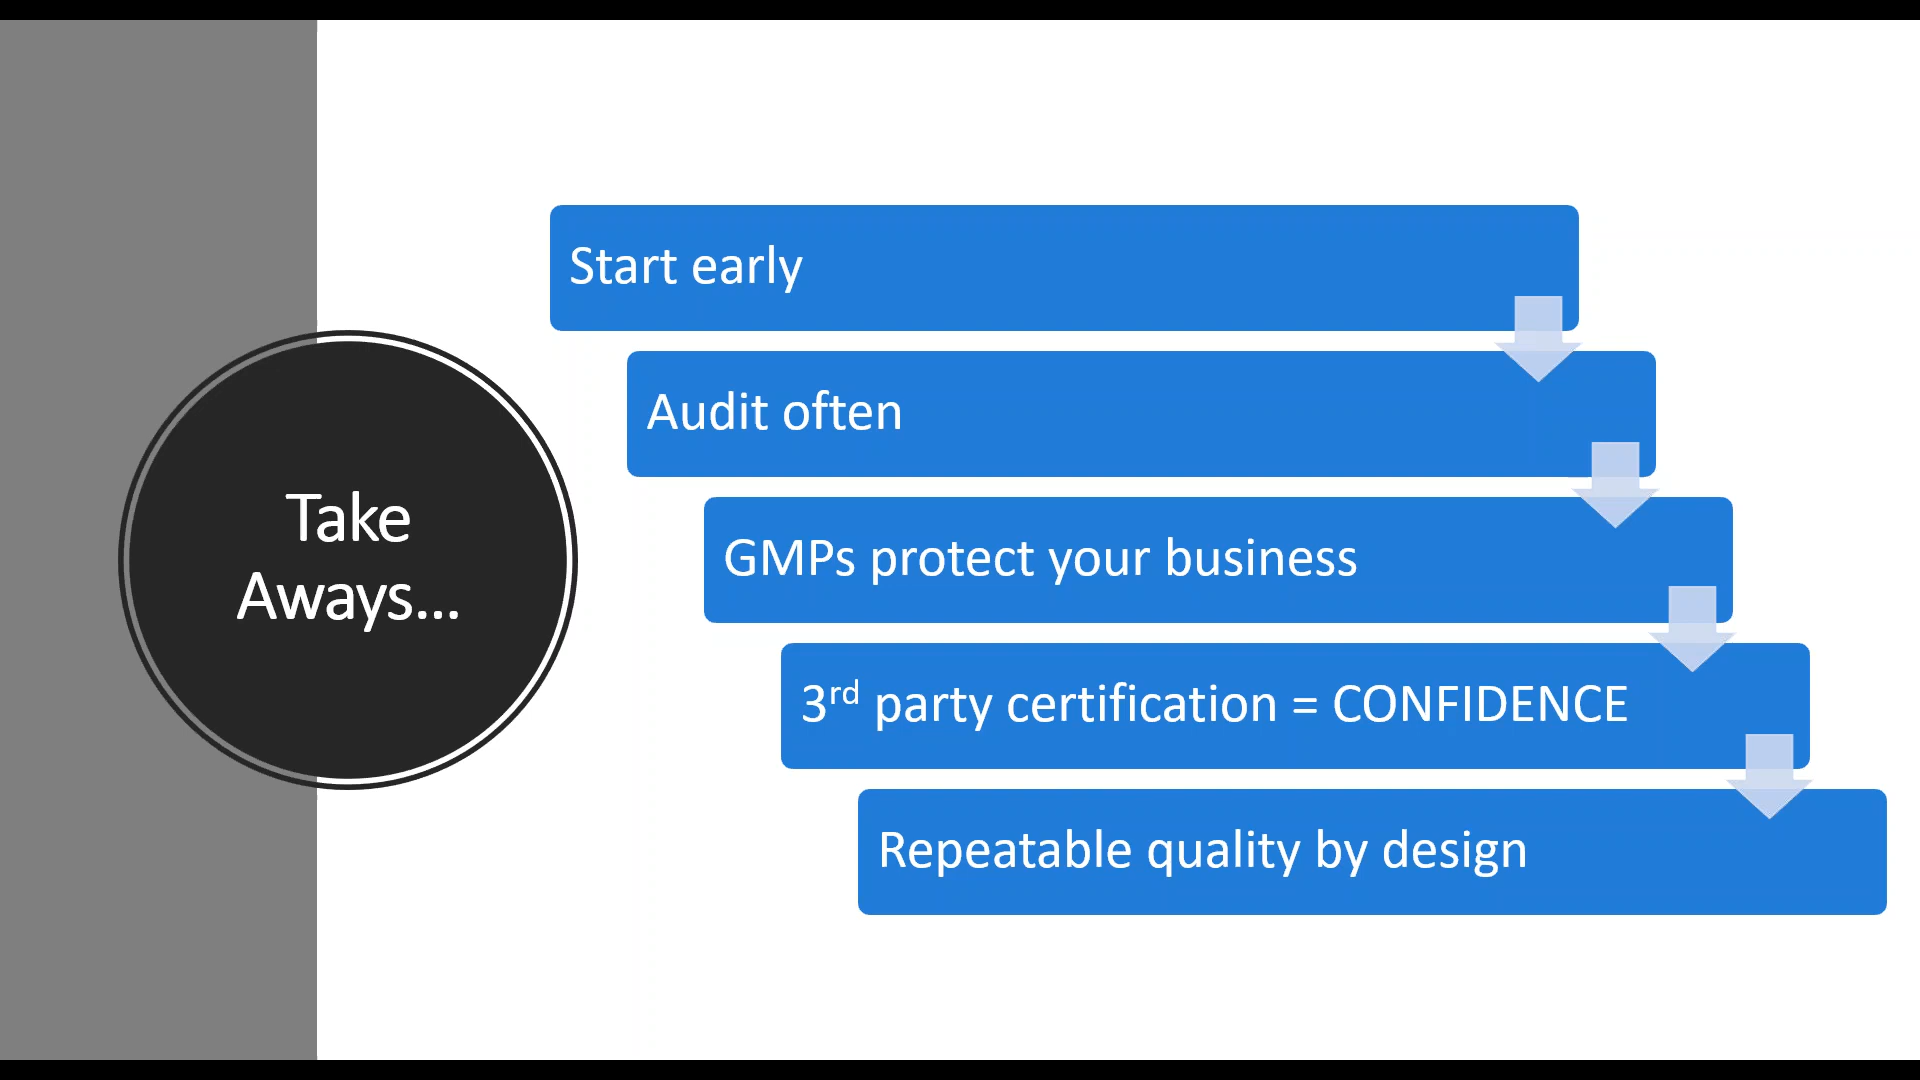 Take
Aways...
Start early
Audit often
GMPs protect your business
3rd party certification = CONFIDENCE
Repeatable quality by design